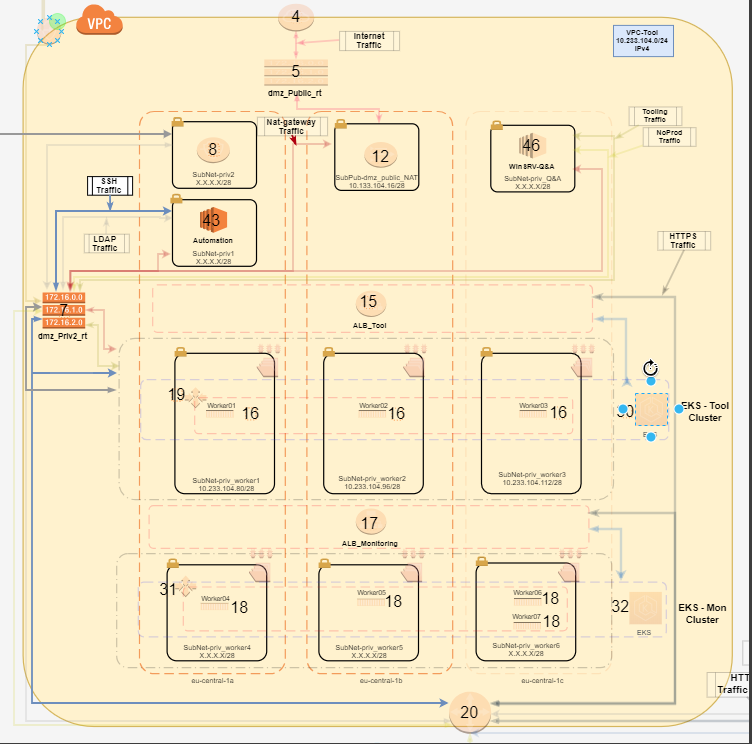 VPC
4
VPC-Tool
10.233.104.0/24
IPv4
Internet
Traffic
5
dmz_Public_rt
Nat-gateway
Traffic
Tooling
Traffic
NoProd
Traffic
8
SubNet-priv2
X.X.X.X/28
12
SubPub-dmz_public_NAT
10.133.104.16/28
46
Win SRV-Q&A
SubNet-priv_Q&A
X.X.X.X/28
SSH
Traffic
43
Automation
SubNet-priv1
X.X.X.X/28
LDAP
Traffic
HTTPS
Traffic
172.16.0.0
172.16.1.0
172.16.2.0
7
dmz_Priv2_rt
15
ALB_Tool
19
Worker01
16
SubNet-priv_worker1
10.233.104.80/28
Worker02
16
SubNet-priv_worker2
10.233.104.96/28
Worker03
16
SubNet-priv_worker3
10.233.104.112/28
EKS - Tool
Cluster
17
ALB_Monitoring
31
Worker04
18
SubNet-priv_worker4
X.X.X.X/28
Worker05
18
SubNet-priv_worker5
X.X.X.X/28
Worker06
18
Worker07
18
SubNet-priv_worker6
X.X.X.X/28
32
EKS
EKS - Mon
Cluster
eu-central-1a
eu-central-1b
eu-central-1c
HTT
Traffic
20